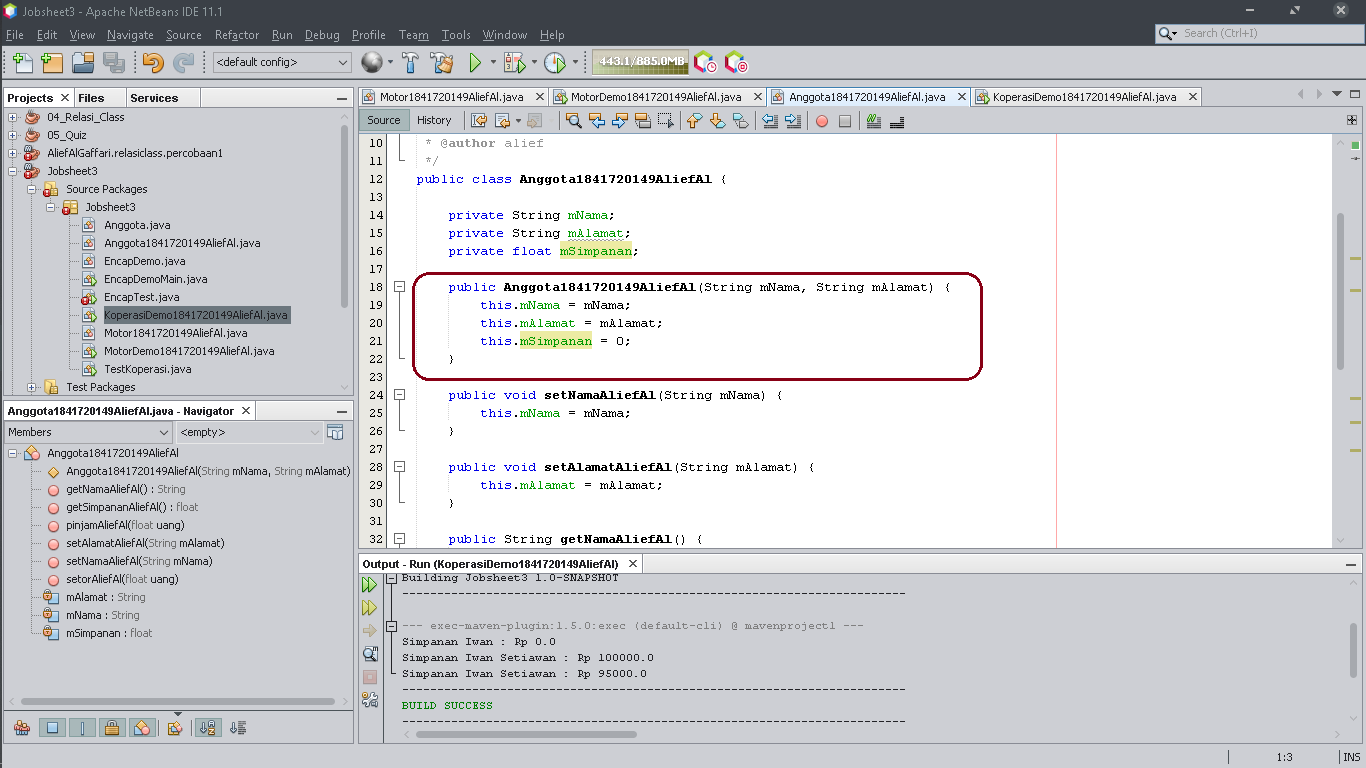 Jobsheet3 - Apache NetBeans IDE 11.1
File Edit View Navigate Source Refactor Run Debug Profile Team Tools Window Help
Search (Ctrl+I)
<default config>
443.1/885.0MB
Projects Files Services
04_Relasi_Class
05_Quiz
AliefAlGaffari.relasiclass.percobaan1
Jobsheet3
Source Packages
Jobsheet3
Anggota.java
Anggota1841720149AliefAl.java
EncapDemo.java
EncapDemoMain.java
EncapTest.java
KoperasiDemo1841720149AliefAl.java
Motor1841720149AliefAl.java
MotorDemo1841720149AliefAl.java
TestKoperasi.java
Test Packages
Anggota1841720149AliefAl.java - Navigator
Members <empty>
Anggota1841720149AliefAl
Anggota1841720149AliefAl(String mNama, String mAlamat)
getNamaAliefAl() : String
getSimpananAliefAl() : float
pinjamAliefAl(float uang)
setAlamatAliefAl(String mAlamat)
setNamaAliefAl(String mNama)
setorAliefAl(float uang)
mAlamat : String
mNama : String
mSimpanan : float
Motor1841720149AliefAl.java MotorDemo1841720149AliefAl.java Anggota1841720149AliefAl.java KoperasiDemo1841720149AliefAl.java
Source History
10 * @author alief
11 */
12 public class Anggota1841720149AliefAl {
13
14 private String mNama;
15 private String mAlamat;
16 private float mSimpanan;
17
18 public Anggota1841720149AliefAl(String mNama, String mAlamat) {
19 this.mNama = mNama;
20 this.mAlamat = mAlamat;
21 this.mSimpanan = 0;
22 }
23
24 public void setNamaAliefAl(String mNama) {
25 this.mNama = mNama;
26 }
27
28 public void setAlamatAliefAl(String mAlamat) {
29 this.mAlamat = mAlamat;
30 }
31
32 public String getNamaAliefAl() {
Output - Run (KoperasiDemo1841720149AliefAl)
Building Jobsheet3 1.0-SNAPSHOT
------------------------------------------------------------------------
--- exec-maven-plugin:1.5.0:exec (default-cli) @ mavenproject1 ---
Simpanan Iwan : Rp 0.0
Simpanan Iwan Setiawan : Rp 100000.0
Simpanan Iwan Setiawan : Rp 95000.0
------------------------------------------------------------------------
BUILD SUCCESS
------------------------------------------------------------------------
1:3 INS